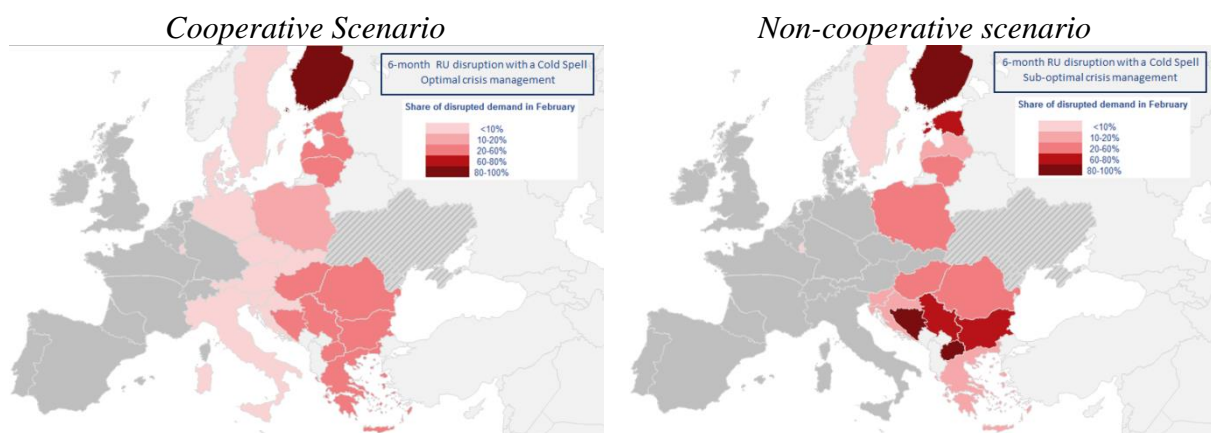 Cooperative Scenario
6-month RU disruption with a Cold Spell
Optimal crisis management
Share of disrupted demand in February
<10%
10-20%
20-60%
60-80%
80-100%
Non-cooperative scenario
6-month RU disruption with a Cold Spell
Sub-optimal crisis management
Share of disrupted demand in February
<10%
10-20%
20-60%
60-80%
80-100%